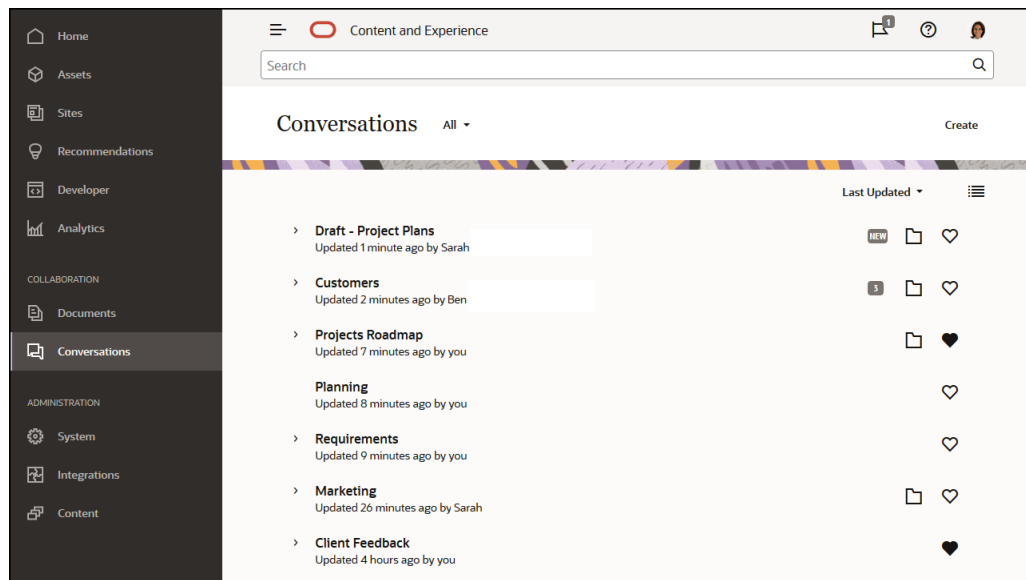 Home
Assets
Sites
Recommendations
Developer
Analytics
COLLABORATION
Documents
Conversations
ADMINISTRATION
System
Integrations
Content
Content and Experience
1
Search
Conversations All
Create
Last Updated
Draft - Project Plans
NEW
Updated 1 minute ago by Sarah
Customers
3
Updated 2 minutes ago by Ben
Projects Roadmap
Updated 7 minutes ago by you
Planning
Updated 8 minutes ago by you
Requirements
Updated 9 minutes ago by you
Marketing
Updated 26 minutes ago by Sarah
Client Feedback
Updated 4 hours ago by you